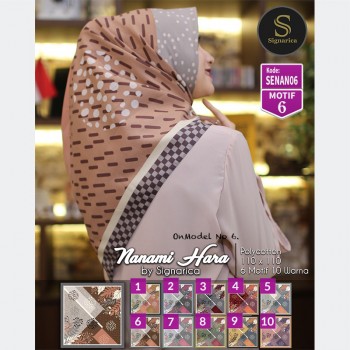 S
Signarica
Kode:
SENAN06
MOTIF
6
OnModel No 6.
Nanami Hara
by Signarica
Polycotton
110 x 110
6 Motif 10 Warna
1 2 3 4 5
6 7 8 9 10